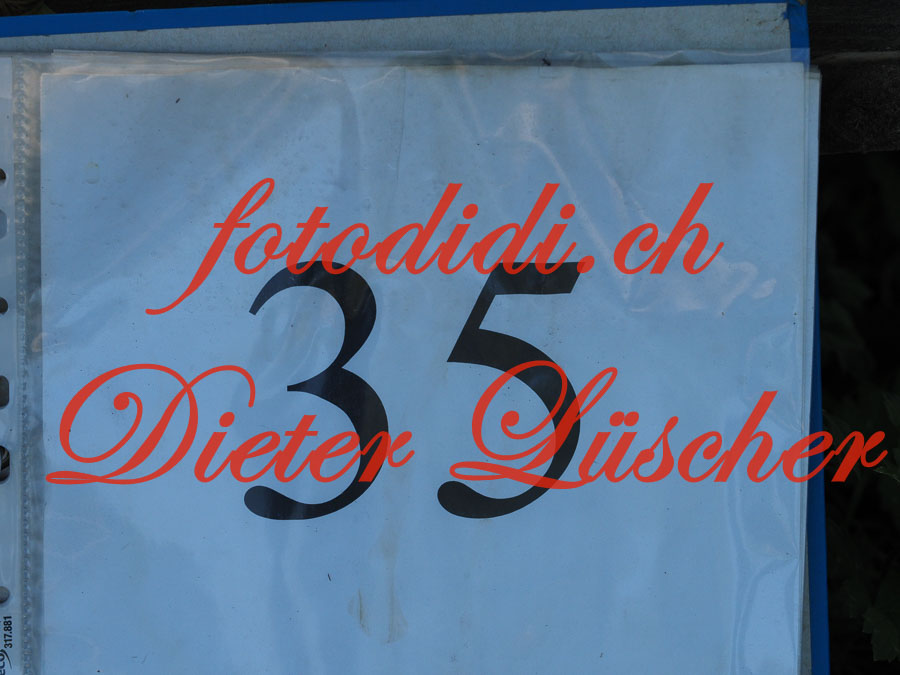 fotodidi.ch
35
Dieter Lüscher
317.881